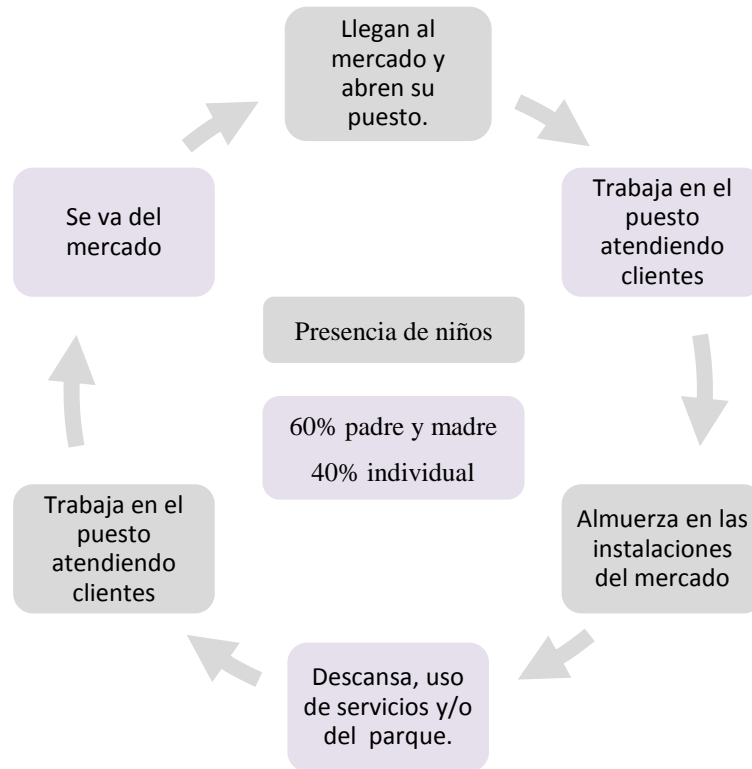 Llegan al
mercado y
abren su
puesto.
Trabaja en el
puesto
atendiendo
clientes
Almuerza en las
instalaciones
del mercado
Descansa, uso
de servicios y/o
del parque.
Trabaja en el
puesto
atendiendo
clientes
Se va del
mercado
Presencia de niños
60% padre y madre
40% individual